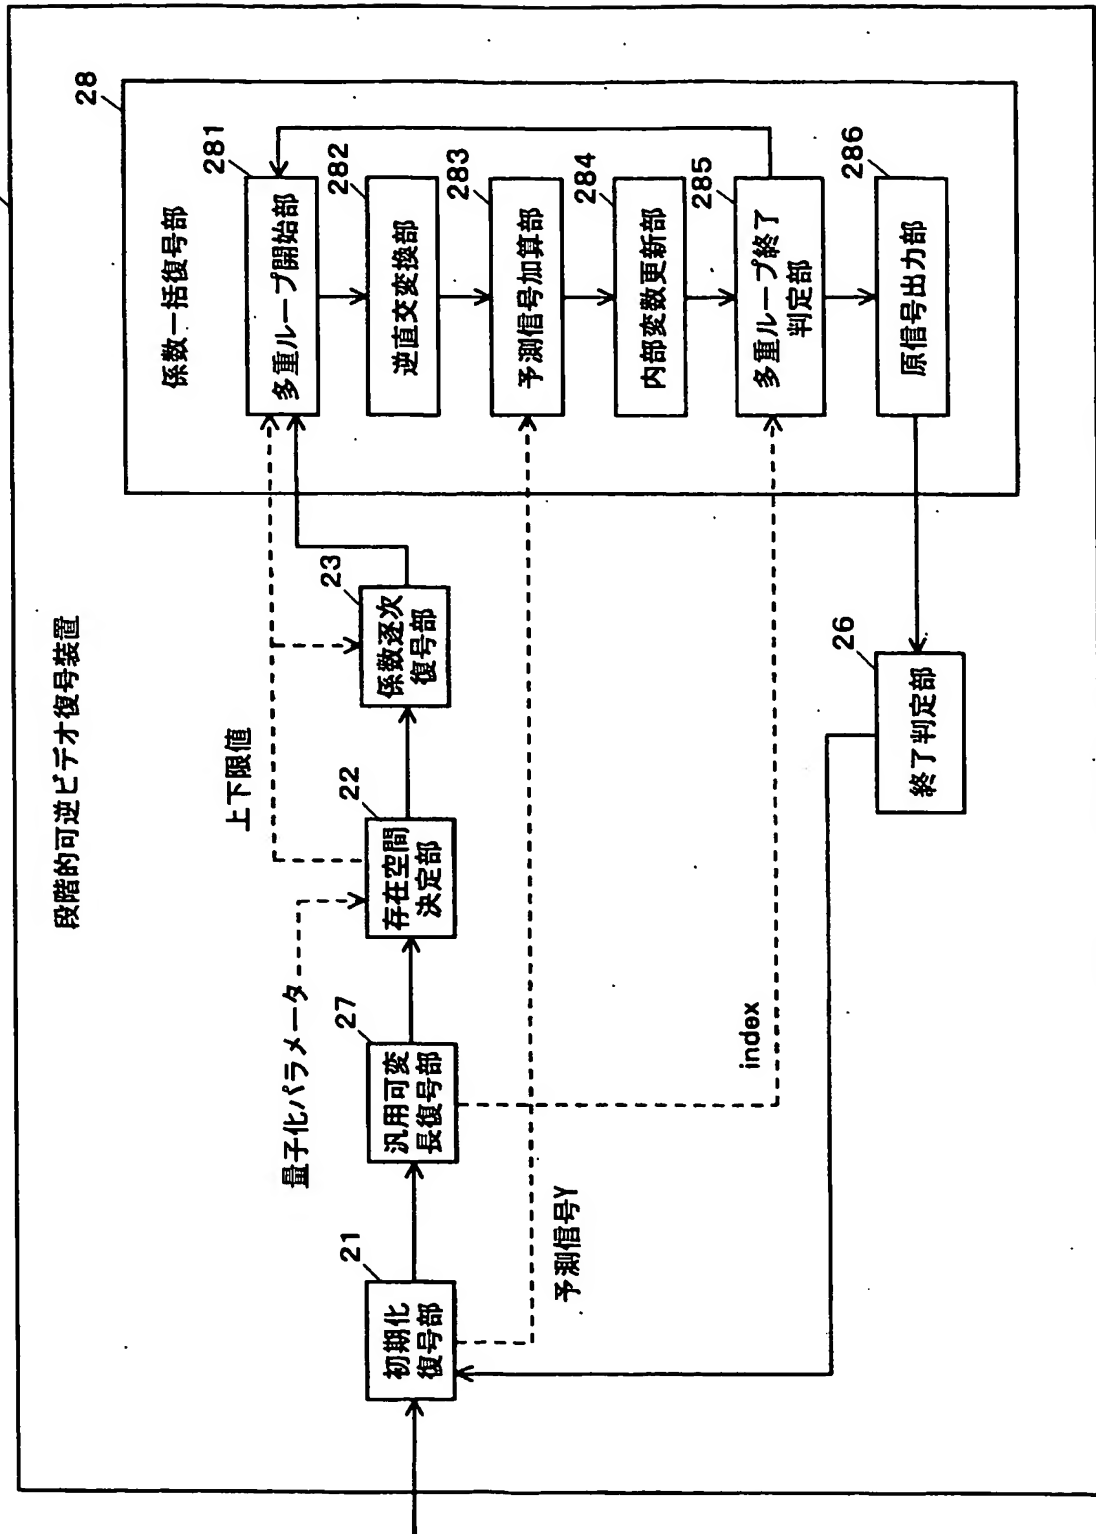 段階的可逆ビデオ復号装置
28
係数一括復号部
281
多重ループ開始部
282
逆直交変換部
283
予測信号加算部
284
内部変数更新部
285
多重ループ終了
判定部
286
原信号出力部
上下限値
23
係数逐次
復号部
量子化パラメータ
22
存在空間
決定部
27
汎用可変
長復号部
21
初期化
復号部
予測信号Y
index
26
終了判定部